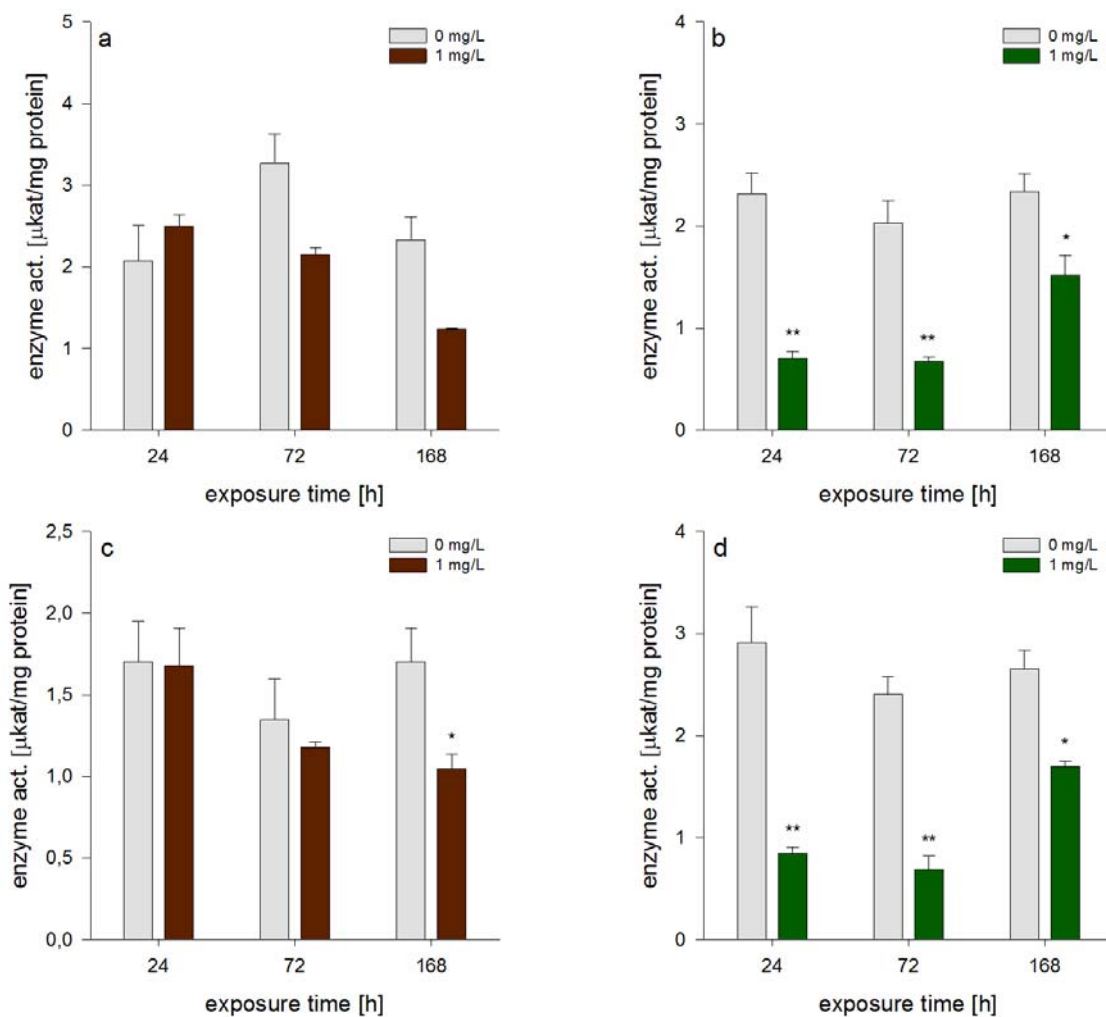 a
0 mg/L
1 mg/L
enzyme act. [µkat/mg protein]
5
4
3
2
1
0
24 72 168
exposure time [h]
b
0 mg/L
1 mg/L
enzyme act. [µkat/mg protein]
4
3
2
1
0
** ** *
24 72 168
exposure time [h]
c
0 mg/L
1 mg/L
enzyme act. [µkat/mg protein]
2,5
2,0
1,5
1,0
0,5
0,0
*
24 72 168
exposure time [h]
d
0 mg/L
1 mg/L
enzyme act. [µkat/mg protein]
4
3
2
1
0
** ** *
24 72 168
exposure time [h]